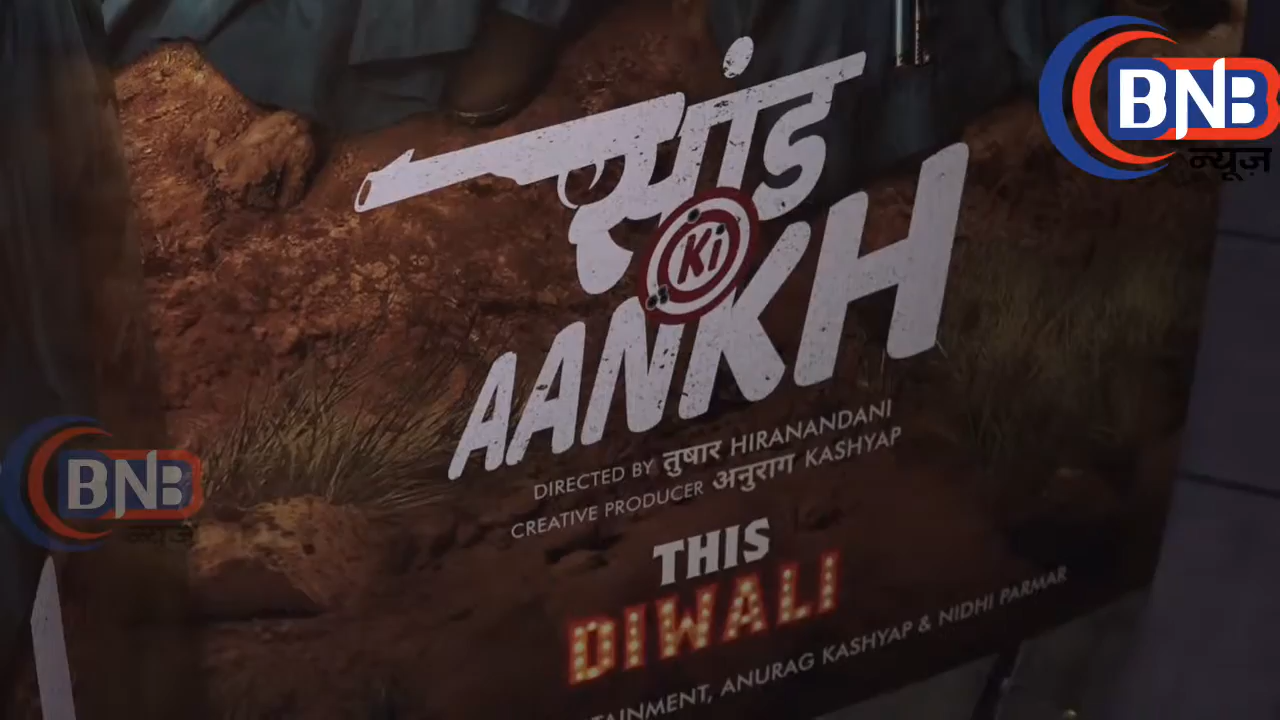 BNB
न्यूज़
सांड
Ki
AANKH
DIRECTED BY तुषार HIRANANDANI
CREATIVE PRODUCER अनुराग KASHYAP
THIS
DIWALI
TAINMENT, ANURAG KASHYAP & NIDHI PARMAR
BNB
न्यूज़